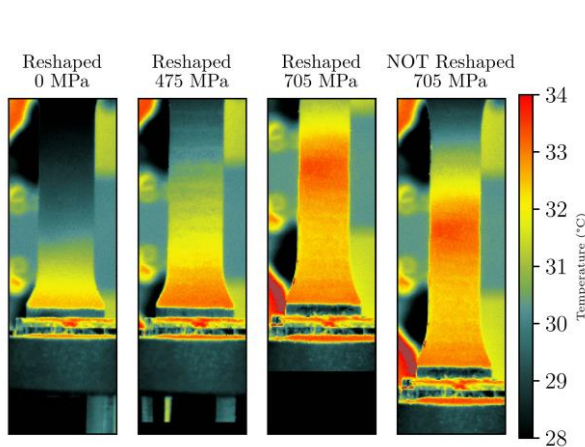 Reshaped
0 MPa
Reshaped
475 MPa
Reshaped
705 MPa
NOT Reshaped
705 MPa
34
33
32
31
30
29
28
Temperature (°C)